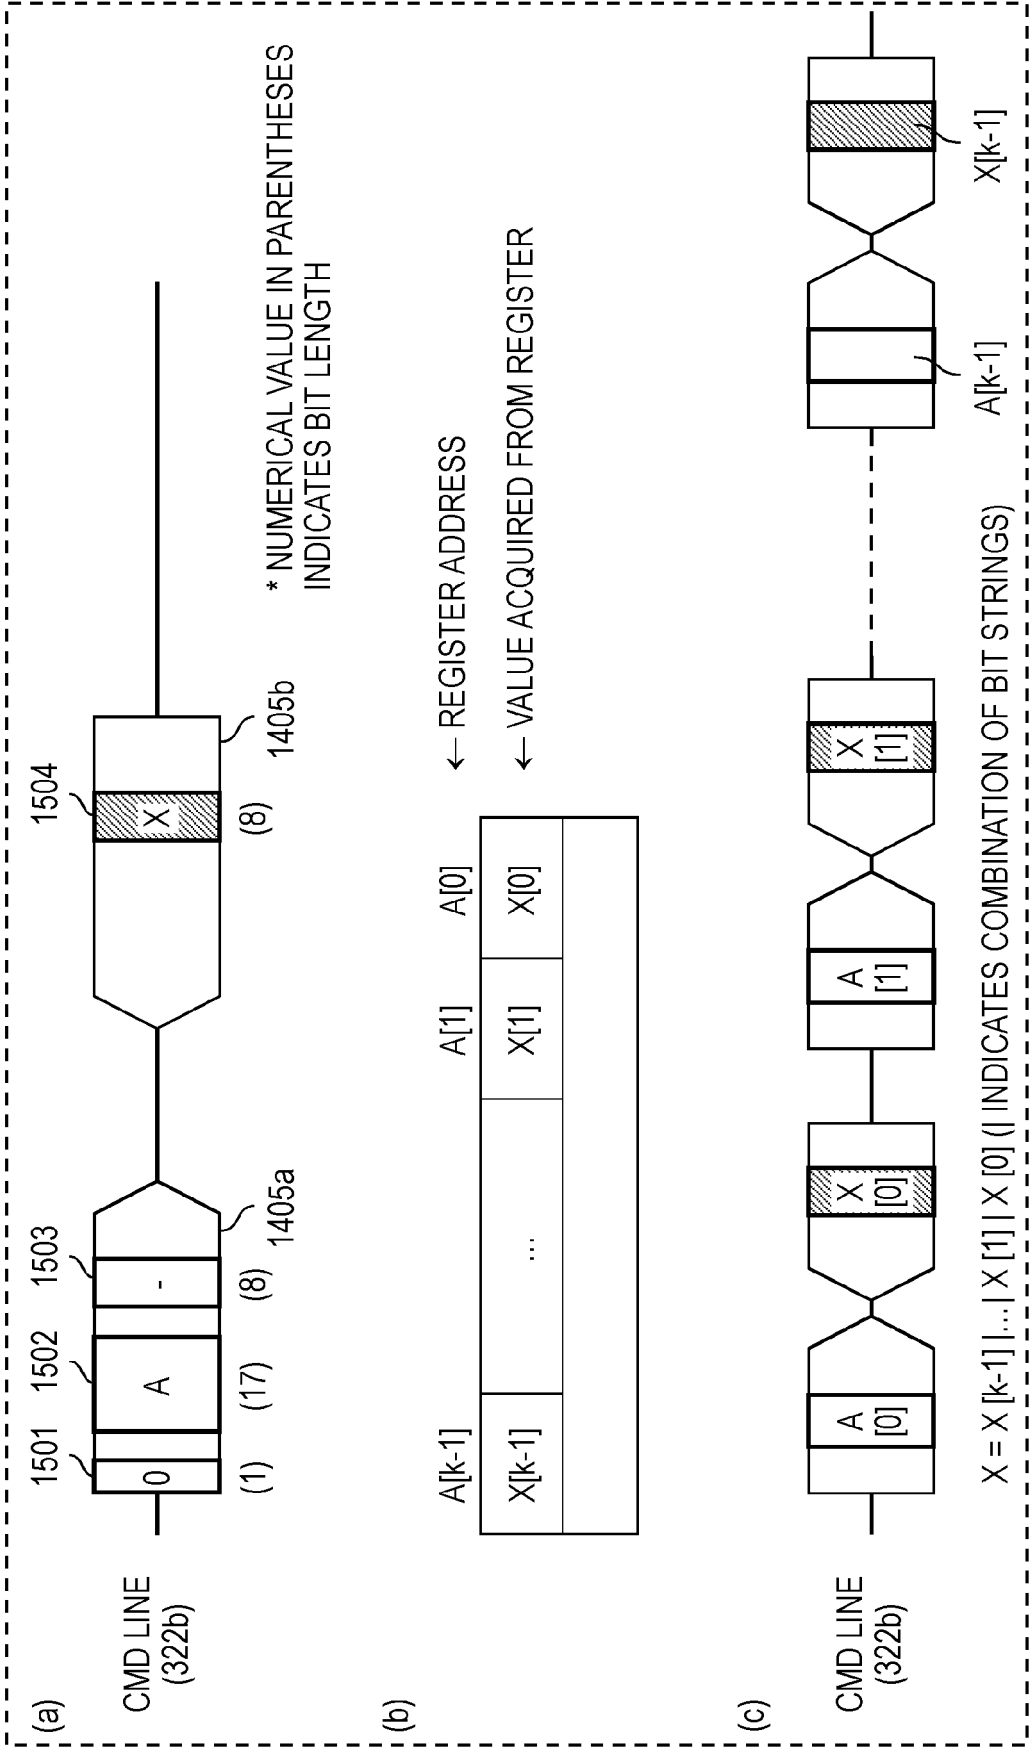 (a)
1501
1502
1503
1504
CMD LINE
(322b)
0
A
-
X
(1)
(17)
(8)
1405a
(8)
1405b
* NUMERICAL VALUE IN PARENTHESES
INDICATES BIT LENGTH
(b)
A[k-1]
A[1]
A[0]
← REGISTER ADDRESS
X[k-1]
...
X[1]
X[0]
← VALUE ACQUIRED FROM REGISTER
(c)
CMD LINE
(322b)
A
[0]
X
[0]
A
[1]
X
[1]
A[k-1]
X[k-1]
X = X [k-1] |...| X [1] | X [0] (| INDICATES COMBINATION OF BIT STRINGS)